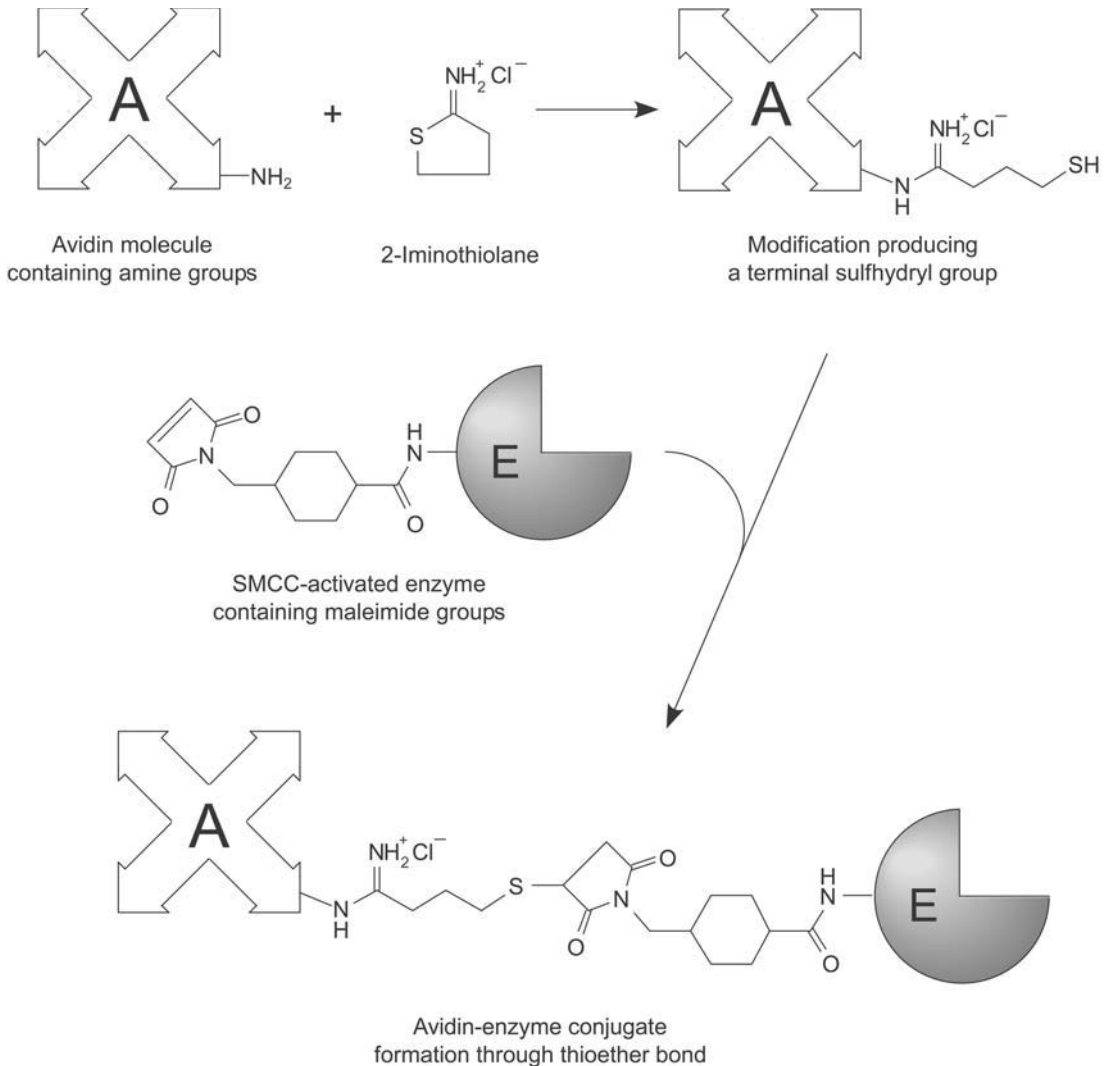 A
+
NH₂⁺Cl⁻
S
A
NH₂⁺Cl⁻
NH₂
N
H
SH
Avidin molecule
containing amine groups
2-Iminothiolane
Modification producing
a terminal sulfhydryl group
O
N
O
H
N
O
E
SMCC-activated enzyme
containing maleimide groups
A
NH₂⁺Cl⁻
N
H
S
O
N
O
H
N
O
E
Avidin-enzyme conjugate
formation through thioether bond